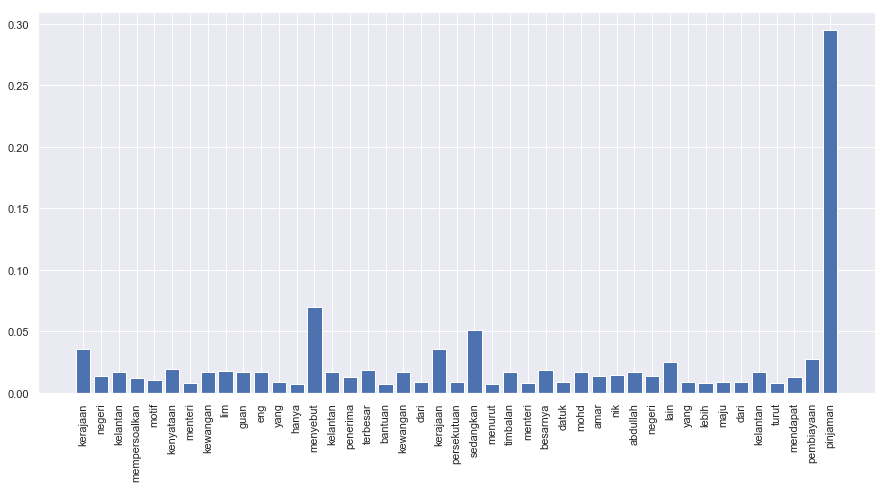 0.30
0.25
0.20
0.15
0.10
0.05
0.00
kerajaan
negeri
kelantan
mempersoalkan
motif
kenyataan
menteri
kewangan
lim
guan
eng
yang
hanya
menyebut
kelantan
penerima
terbesar
bantuan
kewangan
dari
kerajaan
persekutuan
sedangkan
menurut
timbalan
menteri
besarnya
datuk
mohd
amar
nik
abdullah
negeri
lain
yang
lebih
maju
dari
kelantan
turut
mendapat
pembiayaan
pinjaman